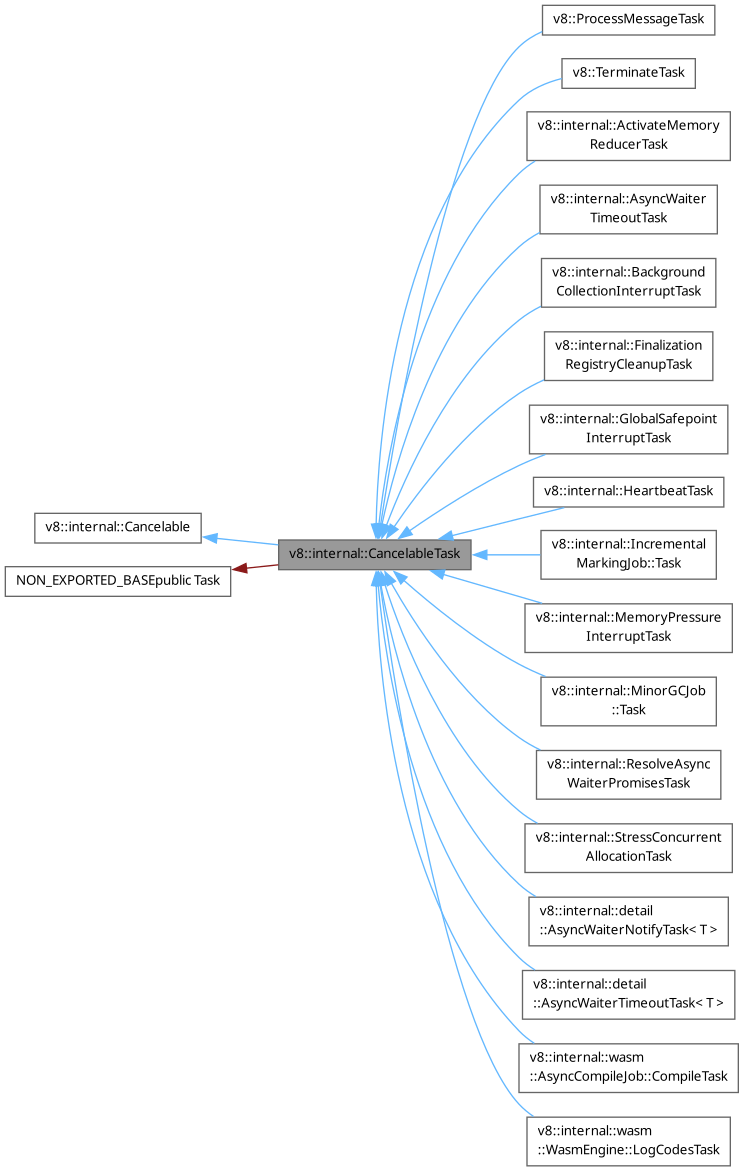 v8::ProcessMessageTask
v8::TerminateTask
v8::internal::ActivateMemory
ReducerTask
v8::internal::AsyncWaiter
TimeoutTask
v8::internal::Background
CollectionInterruptTask
v8::internal::Finalization
RegistryCleanupTask
v8::internal::GlobalSafepoint
InterruptTask
v8::internal::HeartbeatTask
v8::internal::Cancelable
v8::internal::CancelableTask
NON_EXPORTED_BASEpublic Task
v8::internal::Incremental
MarkingJob::Task
v8::internal::MemoryPressure
InterruptTask
v8::internal::MinorGCJob
::Task
v8::internal::ResolveAsync
WaiterPromisesTask
v8::internal::StressConcurrent
AllocationTask
v8::internal::detail
::AsyncWaiterNotifyTask< T >
v8::internal::detail
::AsyncWaiterTimeoutTask< T >
v8::internal::wasm
::AsyncCompileJob::CompileTask
v8::internal::wasm
::WasmEngine::LogCodesTask